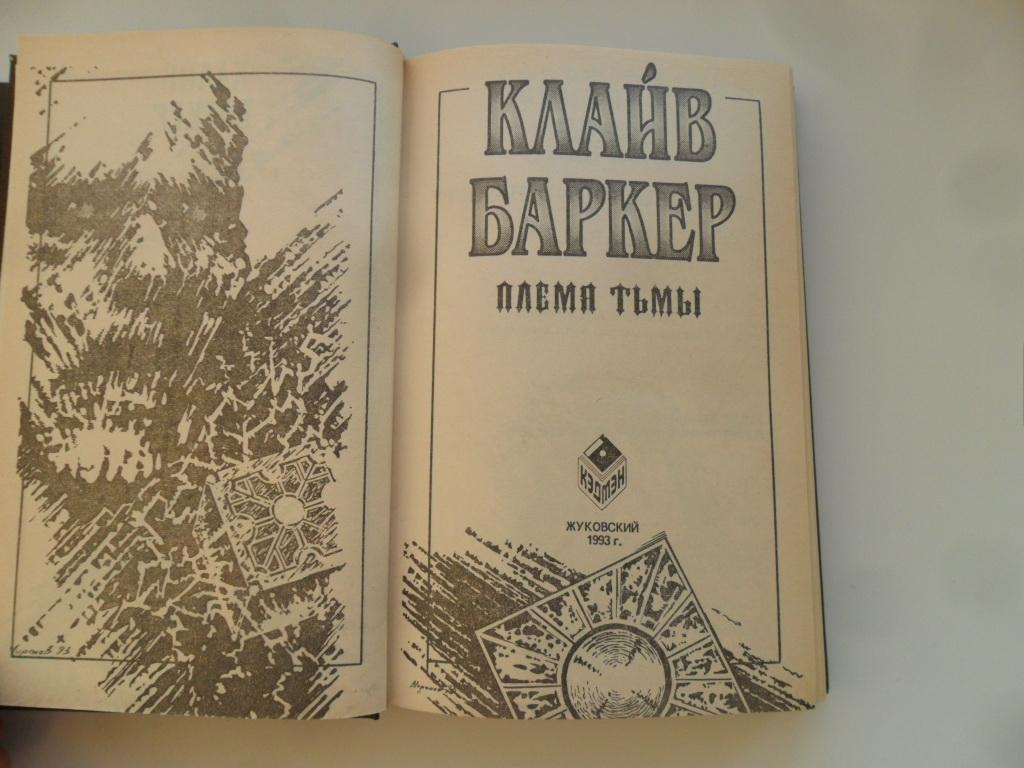 КЛАЙВ
БАРКЕР
ПЛЕМЯ ТЬМЫ
КЭДМЭН
ЖУКОВСКИЙ
1993 г.